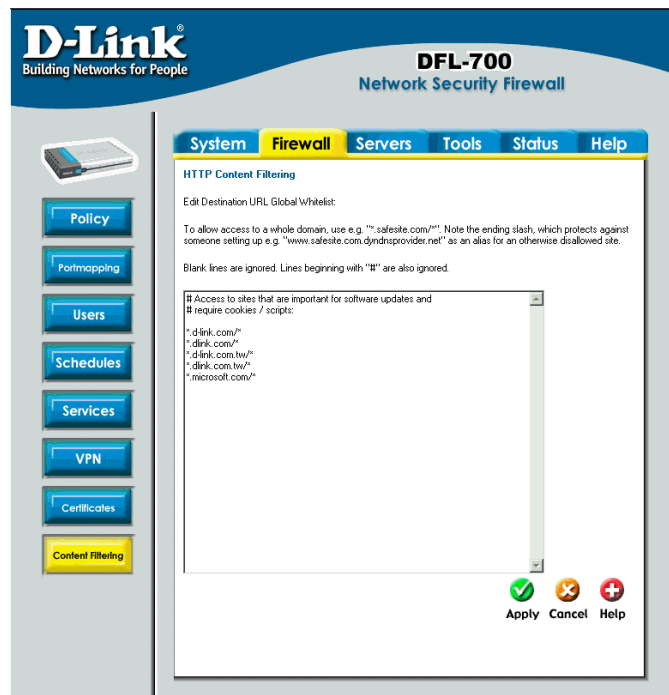 D-Link®
Building Networks for People
DFL-700
Network Security Firewall
System Firewall Servers Tools Status Help
Policy
Portmapping
Users
Schedules
Services
VPN
Certificates
Content Filtering
HTTP Content Filtering
Edit Destination URL Global Whitelist:
To allow access to a whole domain, use e.g. "*.safesite.com/*". Note the ending slash, which protects against
someone setting up e.g. "www.safesite.com.dyndnsprovider.net" as an alias for an otherwise disallowed site.
Blank lines are ignored. Lines beginning with "#" are also ignored.
# Access to sites that are important for software updates and
# require cookies / scripts:
*.d-link.com/*
*.dlink.com/*
*.d-link.com.tw/*
*.dlink.com.tw/*
*.microsoft.com/*
Apply Cancel Help